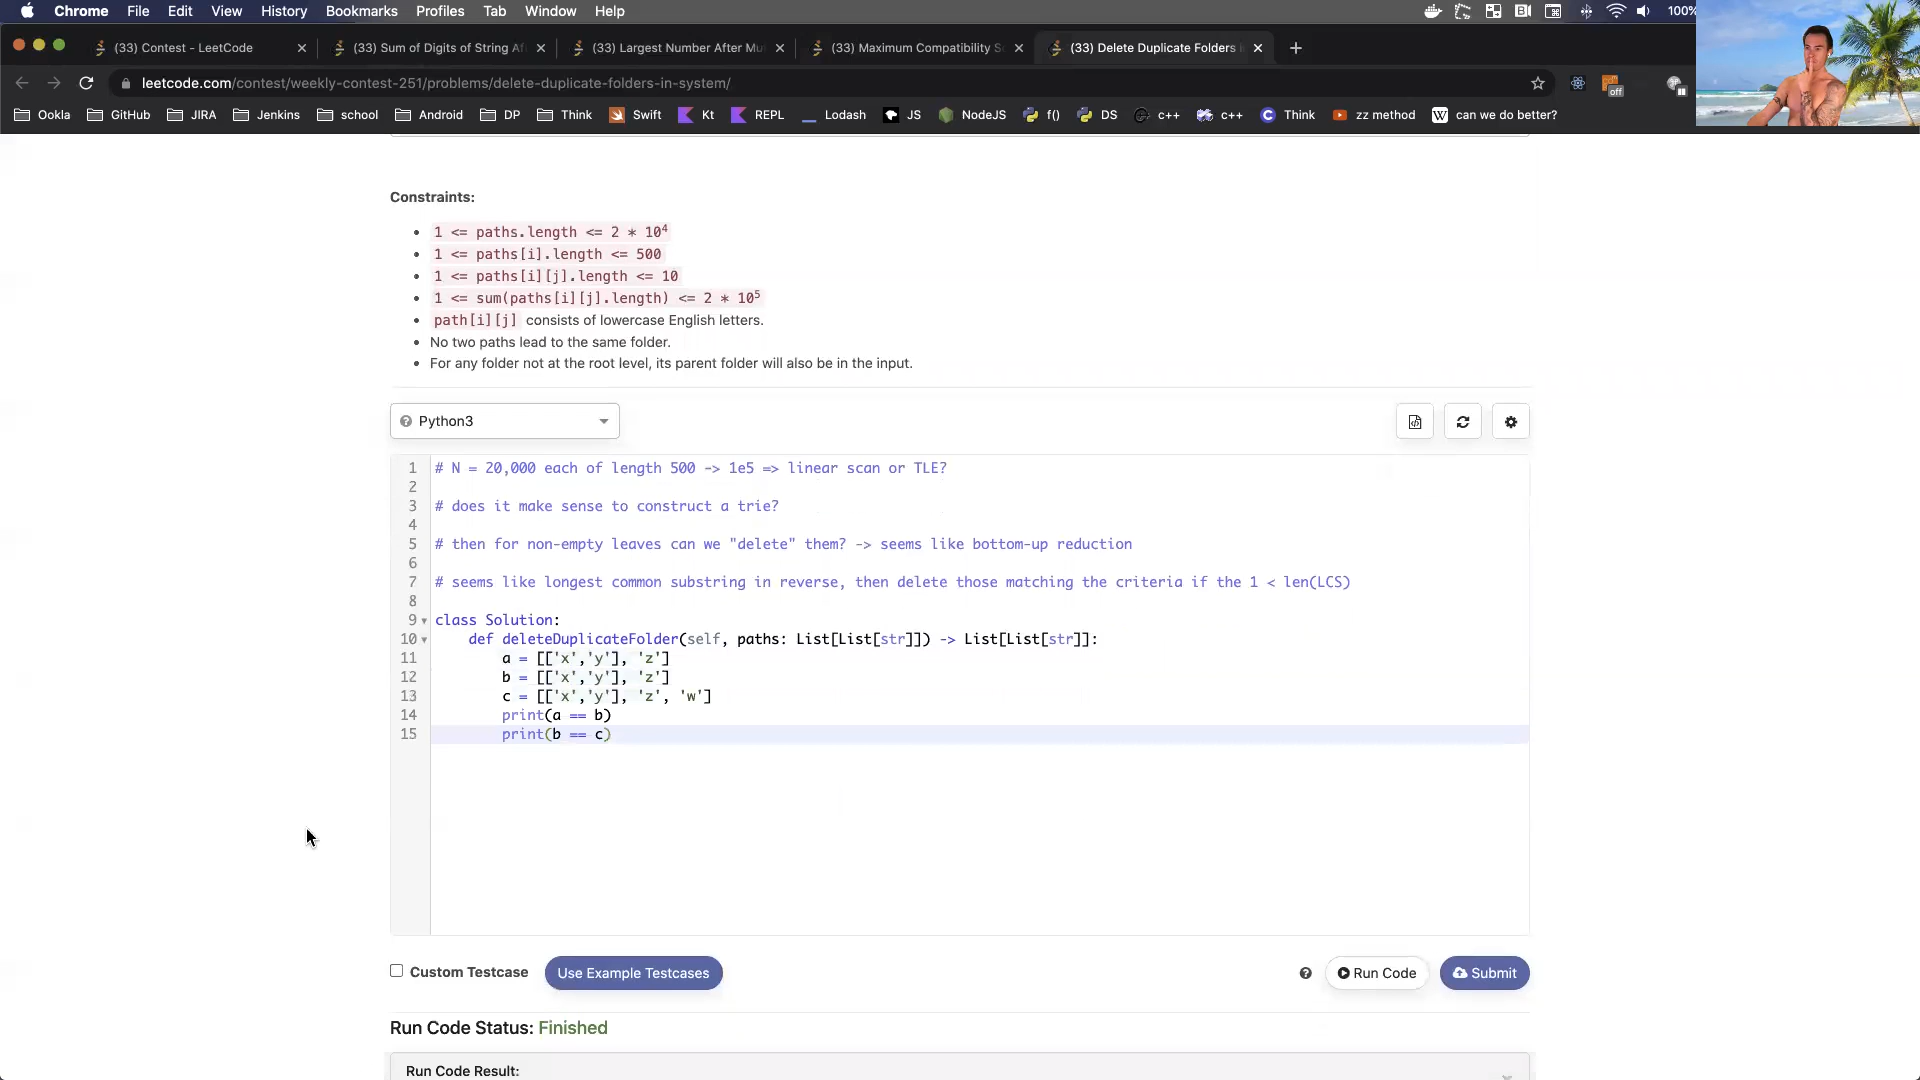 Chrome File Edit View History Bookmarks Profiles Tab Window Help 100%
(33) Contest - LeetCode (33) Sum of Digits of String Af (33) Largest Number After Mu (33) Maximum Compatibility Sc (33) Delete Duplicate Folders i
leetcode.com/contest/weekly-contest-251/problems/delete-duplicate-folders-in-system/
off
Ookla GitHub JIRA Jenkins school Android DP Think Swift Kt REPL Lodash JS NodeJS f() DS c++ c++ Think zz method can we do better?
Constraints:
1 <= paths.length <= 2 * 10⁴
1 <= paths[i].length <= 500
1 <= paths[i][j].length <= 10
1 <= sum(paths[i][j].length) <= 2 * 10⁵
path[i][j] consists of lowercase English letters.
No two paths lead to the same folder.
For any folder not at the root level, its parent folder will also be in the input.
Python3
1 # N = 20,000 each of length 500 -> 1e5 => linear scan or TLE?
2
3 # does it make sense to construct a trie?
4
5 # then for non-empty leaves can we "delete" them? -> seems like bottom-up reduction
6
7 # seems like longest common substring in reverse, then delete those matching the criteria if the 1 < len(LCS)
8
9 class Solution:
10 def deleteDuplicateFolder(self, paths: List[List[str]]) -> List[List[str]]:
11 a = [['x','y'], 'z']
12 b = [['x','y'], 'z']
13 c = [['x','y'], 'z', 'w']
14 print(a == b)
15 print(b == c)
Custom Testcase Use Example Testcases Run Code Submit
Run Code Status: Finished
Run Code Result: